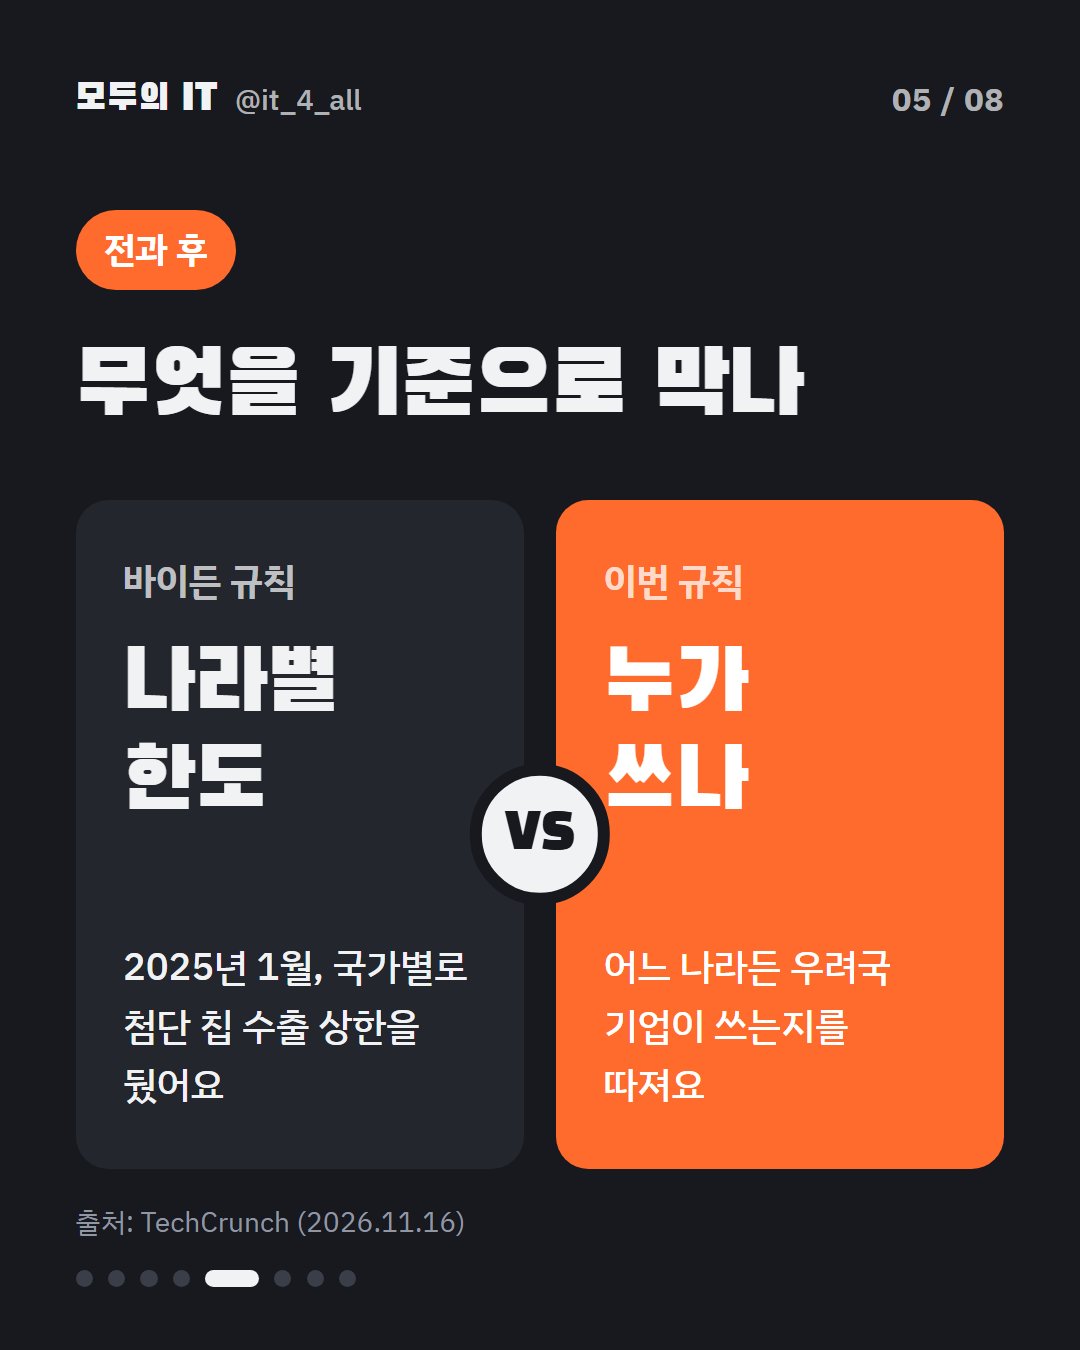 모두의 IT @it_4_all
05 / 08
전과 후
무엇을 기준으로 막나
바이든 규칙
나라별
한도
2025년 1월, 국가별로
첨단 칩 수출 상한을
뒀어요
VS
이번 규칙
누가
쓰나
어느 나라든 우려국
기업이 쓰는지를
따져요
출처: TechCrunch (2026.11.16)